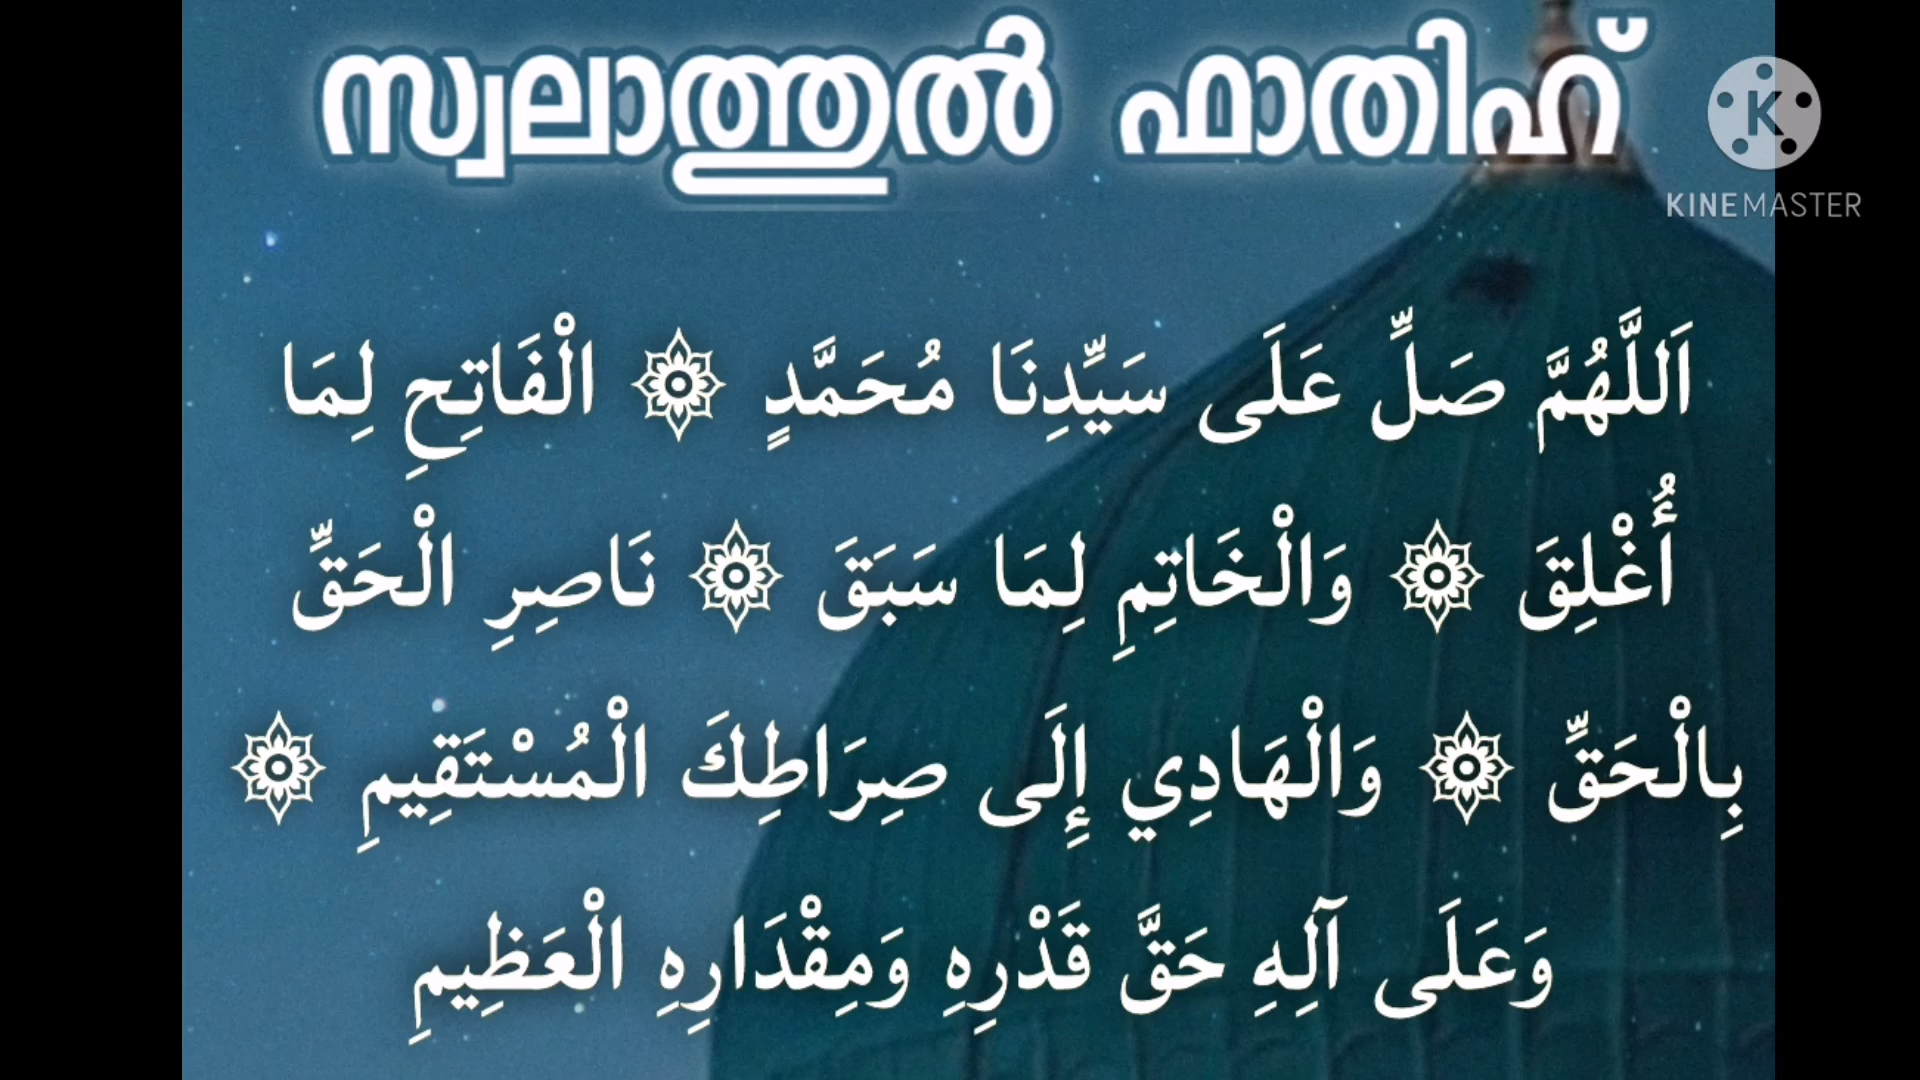 സ്വലാത്തുൽ ഫാതിഹ്
KINEMASTER
اَللَّهُمَّ صَلِّ عَلَى سَيِّدِنَا مُحَمَّدٍ ۞ الْفَاتِحِ لِمَا
أُغْلِقَ ۞ وَالْخَاتِمِ لِمَا سَبَقَ ۞ نَاصِرِ الْحَقِّ
بِالْحَقِّ ۞ وَالْهَادِي إِلَى صِرَاطِكَ الْمُسْتَقِيمِ ۞
وَعَلَى آلِهِ حَقَّ قَدْرِهِ وَمِقْدَارِهِ الْعَظِيمِ